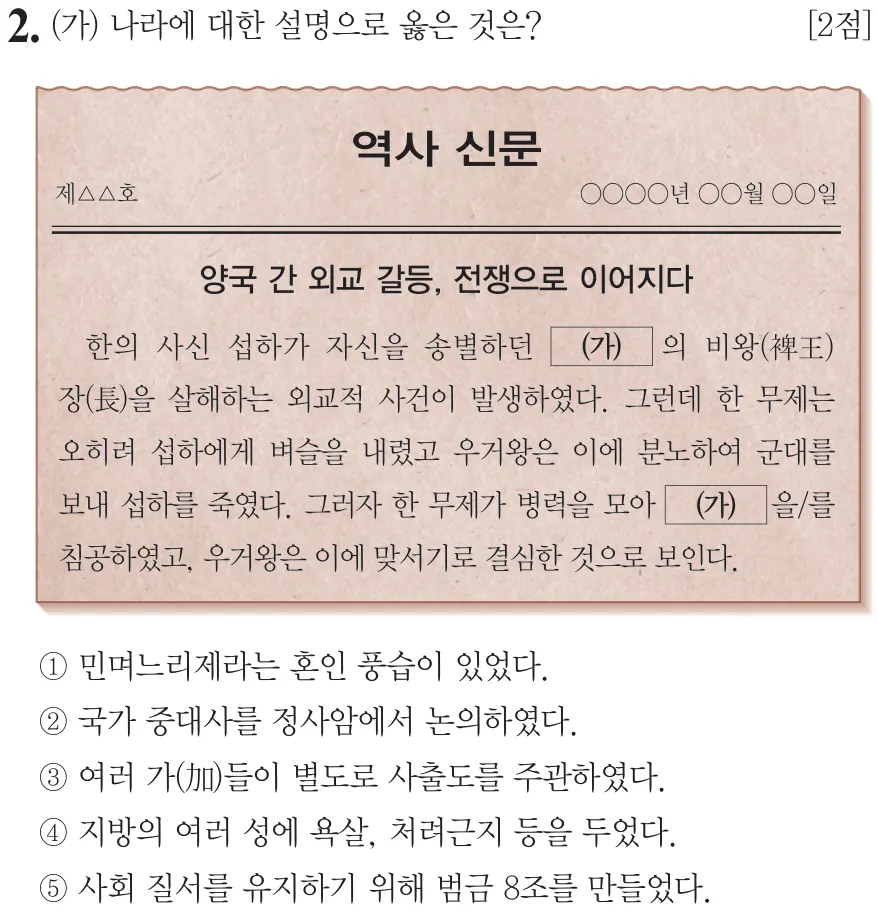 2. (가) 나라에 대한 설명으로 옳은 것은? [2점]
역사 신문
제△△호 ○○○○년 ○○월 ○○일
양국 간 외교 갈등, 전쟁으로 이어지다
한의 사신 섭하가 자신을 송별하던 (가) 의 비왕(裨王)
장(長)을 살해하는 외교적 사건이 발생하였다. 그런데 한 무제는
오히려 섭하에게 벼슬을 내렸고 우거왕은 이에 분노하여 군대를
보내 섭하를 죽였다. 그러자 한 무제가 병력을 모아 (가) 을/를
침공하였고, 우거왕은 이에 맞서기로 결심한 것으로 보인다.
① 민며느리제라는 혼인 풍습이 있었다.
② 국가 중대사를 정사암에서 논의하였다.
③ 여러 가(加)들이 별도로 사출도를 주관하였다.
④ 지방의 여러 성에 욕살, 처려근지 등을 두었다.
⑤ 사회 질서를 유지하기 위해 범금 8조를 만들었다.